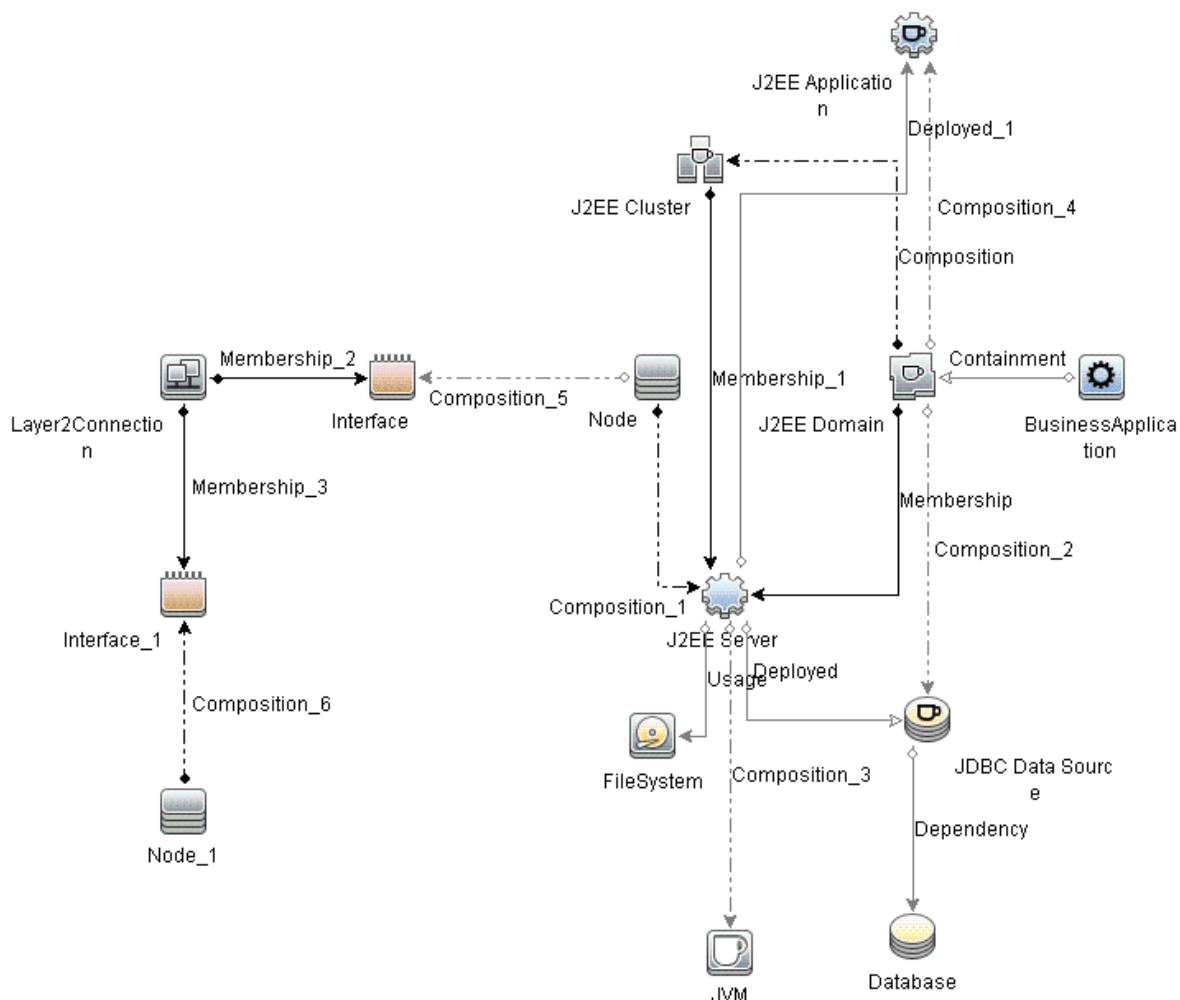 J2EE Applicatio
n
Deployed_1
J2EE Cluster
Composition_4
Composition
Membership_2
Membership_1
Containment
Composition_5
Layer2Connectio
n
Interface
Node
J2EE Domain
BusinessApplica
tion
Membership_3
Membership
Composition_2
Composition_1
Interface_1
J2EE Server
Usage
Deployed
Composition_6
JDBC Data Sourc
e
FileSystem
Composition_3
Dependency
Node_1
Database
JVM